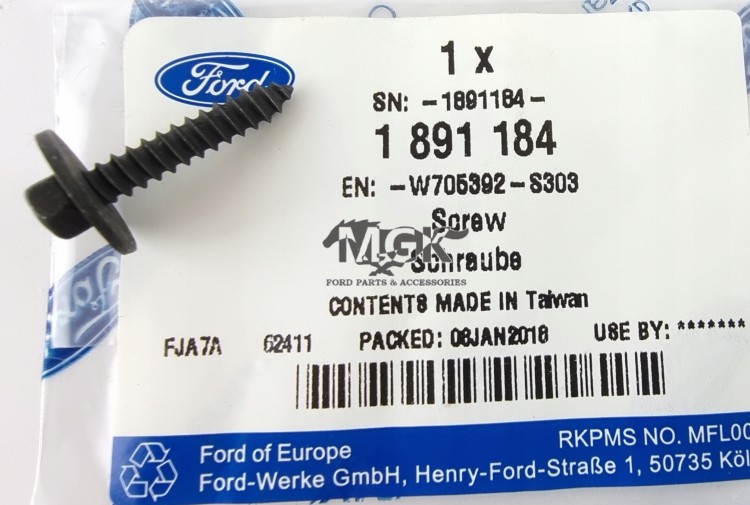 Ford
1 x
SN: -1891184-
1 891 184
EN: -W705392-S303
Screw
MGK
Schraube
FORD PARTS & ACCESSORIES
CONTENTS MADE IN Taiwan
FJA7A 62411 PACKED: 08JAN2018 USE BY: *******
Ford of Europe RKPMS NO. MFL00
Ford-Werke GmbH, Henry-Ford-Straße 1, 50735 Köl